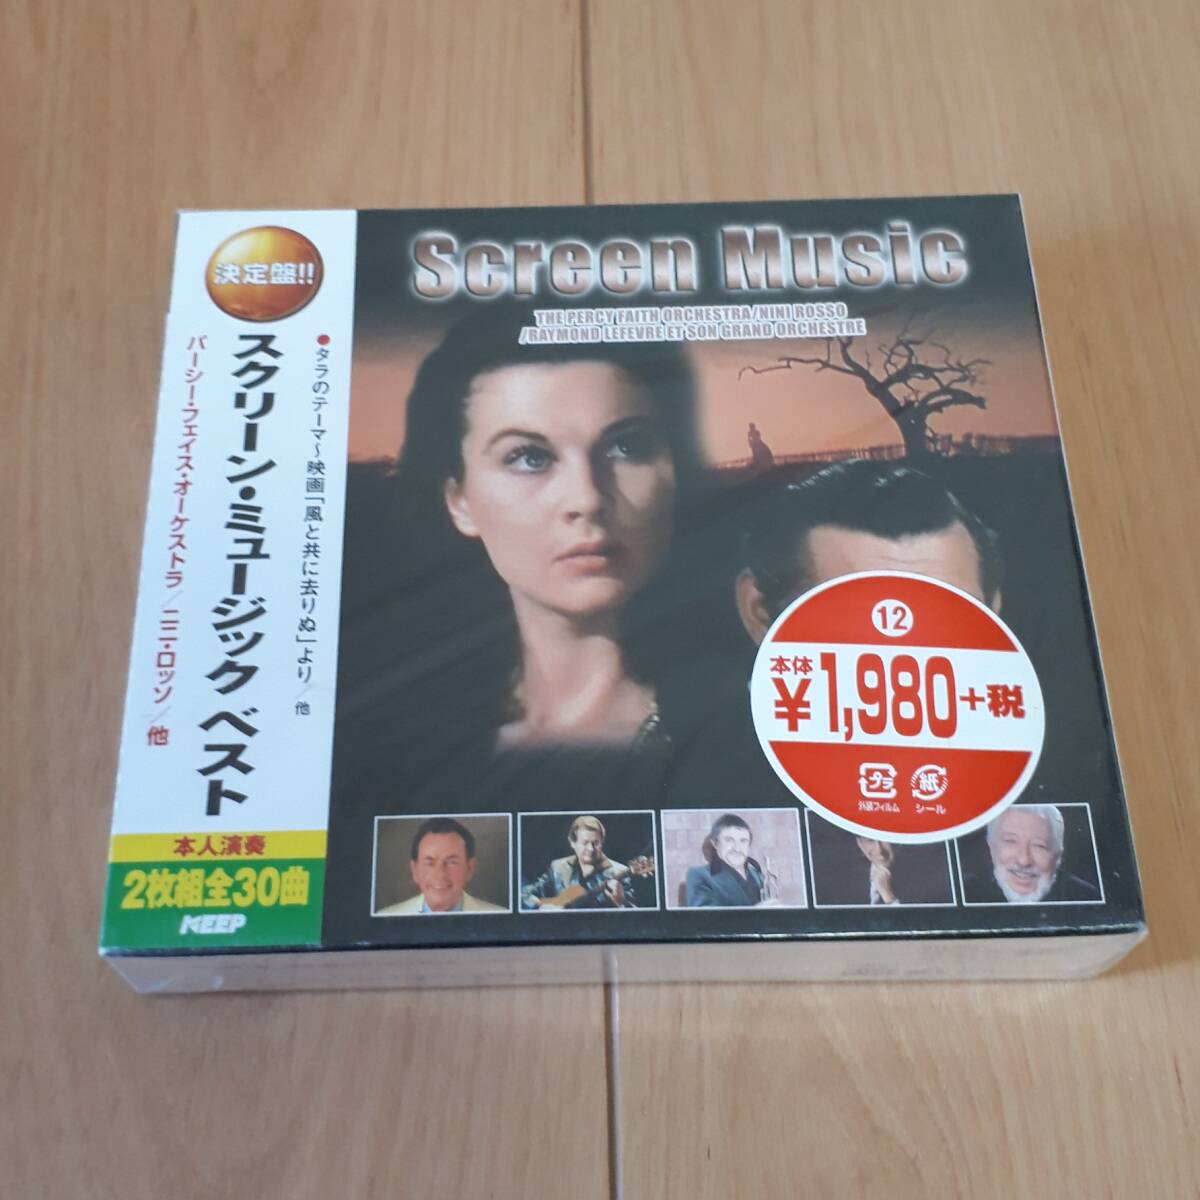 決定盤!!
スクリーン・ミュージック ベスト
パーシー・フェイス・オーケストラ／ニニ・ロッソ／他
●タラのテーマ～映画「風と共に去りぬ」より／他
本人演奏
2枚組全30曲
KEEP
Screen Music
THE PERCY FAITH ORCHESTRA/NINI ROSSO
/RAYMOND LEFEVRE ET SON GRAND ORCHESTRE
12
本体
¥1,980+税
プラ
外装フィルム
紙
シール